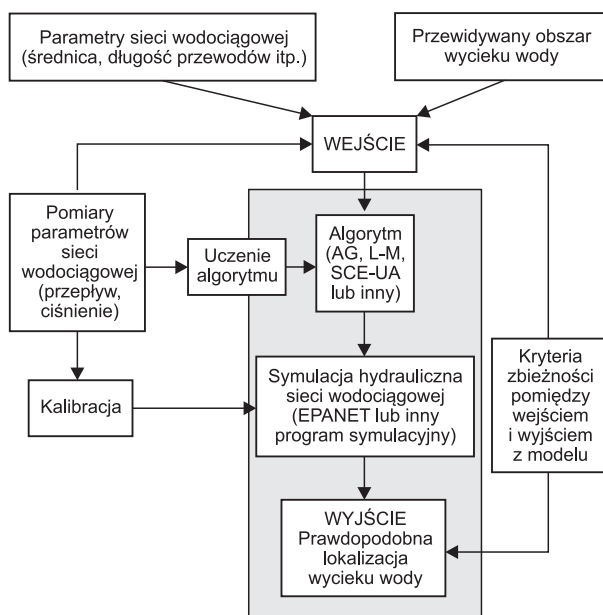 Parametry sieci wodociągowej
(średnica, długość przewodów itp.)
Przewidywany obszar
wycieku wody
WEJŚCIE
Pomiary
parametrów
sieci
wodociągowej
(przepływ,
ciśnienie)
Uczenie
algorytmu
Algorytm
(AG, L-M,
SCE-UA
lub inny)
Kalibracja
Symulacja hydrauliczna
sieci wodociągowej
(EPANET lub inny
program symulacyjny)
Kryteria
zbieżności
pomiędzy
wejściem
i wyjściem
z modelu
WYJŚCIE
Prawdopodobna
lokalizacja
wycieku wody